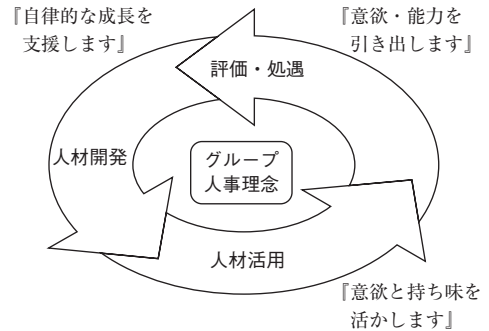 『自律的な成長を
支援します』
『意欲・能力を
引き出します』
評価・処遇
人材開発
グループ
人事理念
人材活用
『意欲と持ち味を
活かします』